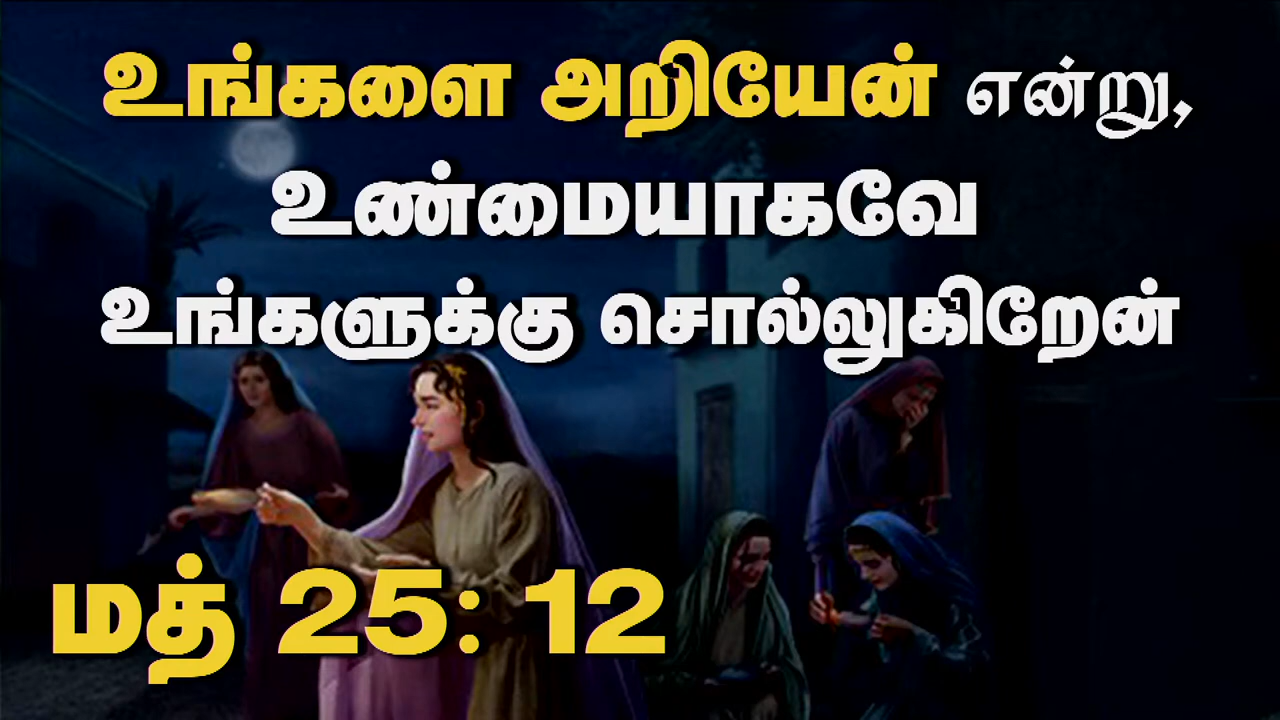 உங்களை அறியேன் என்று,
உண்மையாகவே
உங்களுக்கு சொல்லுகிறேன்
மத் 25: 12